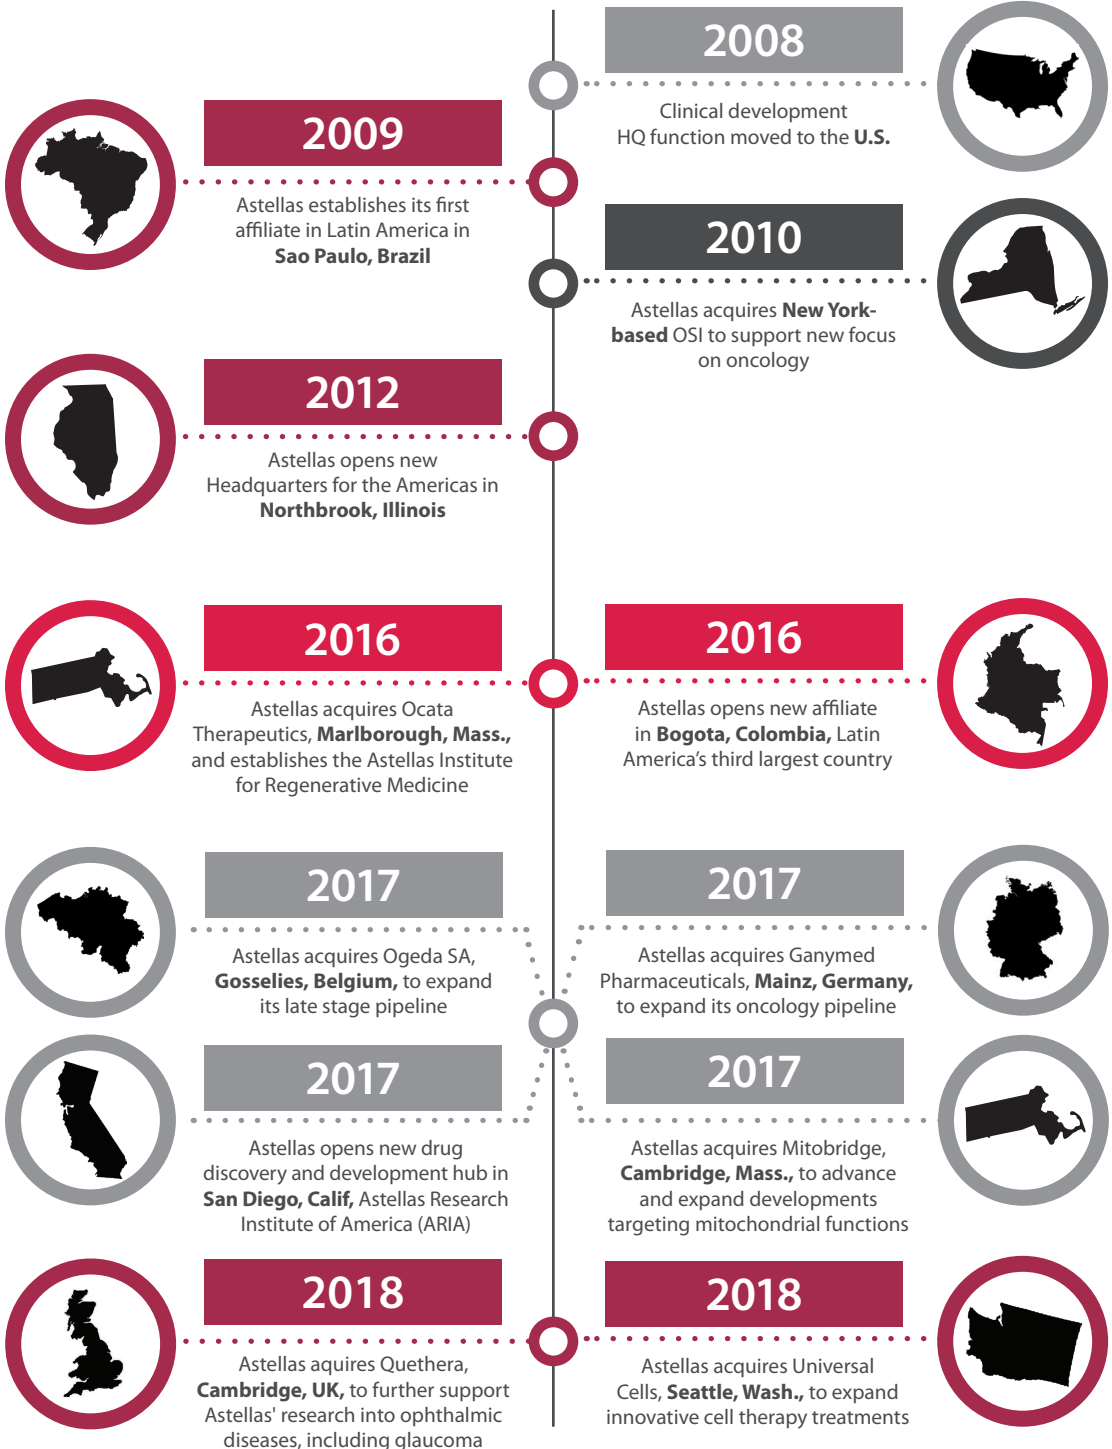 2008
Clinical development
HQ function moved to the U.S.
2009
Astellas establishes its first
affiliate in Latin America in
Sao Paulo, Brazil
2010
Astellas acquires New York-
based OSI to support new focus
on oncology
2012
Astellas opens new
Headquarters for the Americas in
Northbrook, Illinois
2016
Astellas acquires Ocata
Therapeutics, Marlborough, Mass.,
and establishes the Astellas Institute
for Regenerative Medicine
2016
Astellas opens new affiliate
in Bogota, Colombia, Latin
America's third largest country
2017
Astellas acquires Ogeda SA,
Gosselies, Belgium, to expand
its late stage pipeline
2017
Astellas acquires Ganymed
Pharmaceuticals, Mainz, Germany,
to expand its oncology pipeline
2017
Astellas opens new drug
discovery and development hub in
San Diego, Calif, Astellas Research
Institute of America (ARIA)
2017
Astellas acquires Mitobridge,
Cambridge, Mass., to advance
and expand developments
targeting mitochondrial functions
2018
Astellas aquires Quethera,
Cambridge, UK, to further support
Astellas' research into ophthalmic
diseases, including glaucoma
2018
Astellas acquires Universal
Cells, Seattle, Wash., to expand
innovative cell therapy treatments